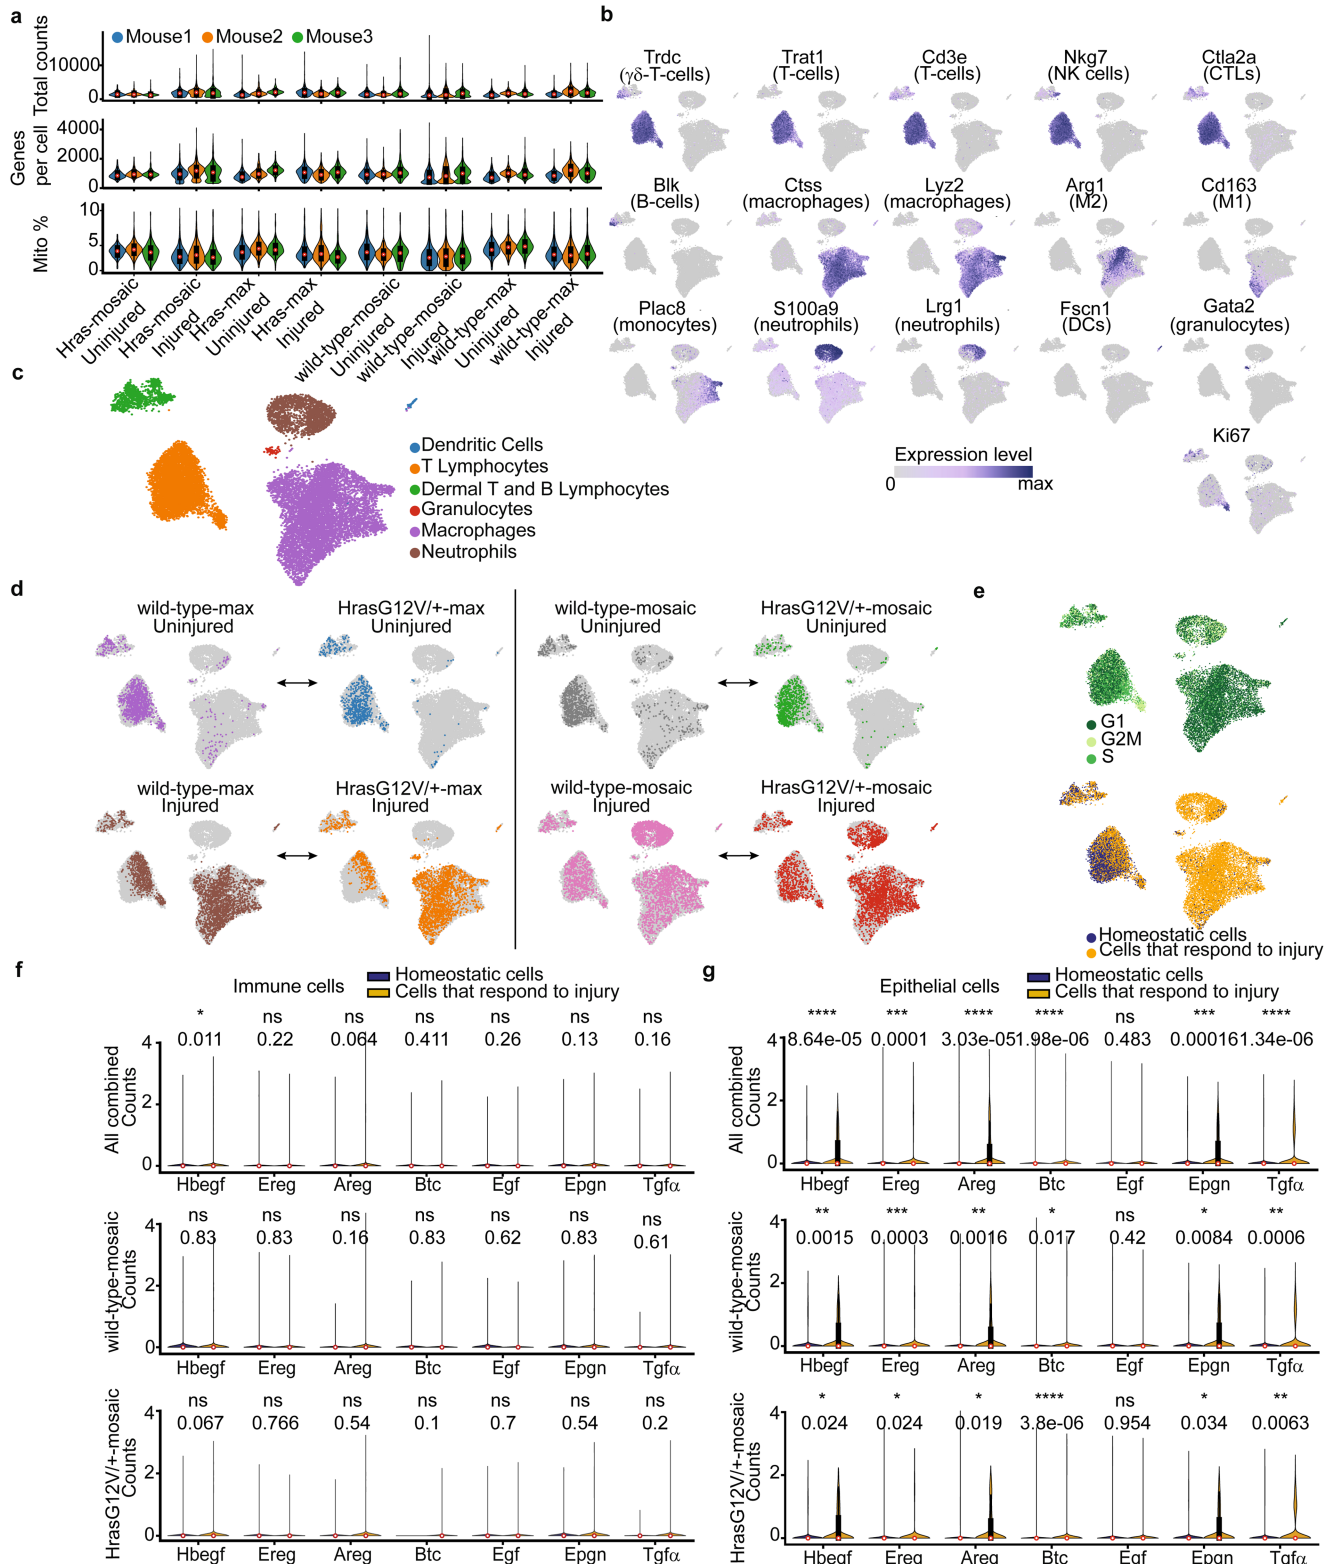 a
Mouse1 Mouse2 Mouse3
Total counts
10000
0
Genes
per cell
4000
2000
0
Mito %
10
5
0
Hras-mosaic
Uninjured
Hras-mosaic
Injured
Hras-max
Uninjured
Hras-max
Injured
wild-type-mosaic
Uninjured
wild-type-mosaic
Injured
wild-type-max
Uninjured
wild-type-max
Injured
b
Trdc
(γδ-T-cells)
Trat1
(T-cells)
Cd3e
(T-cells)
Nkg7
(NK cells)
Ctla2a
(CTLs)
Blk
(B-cells)
Ctss
(macrophages)
Lyz2
(macrophages)
Arg1
(M2)
Cd163
(M1)
Plac8
(monocytes)
S100a9
(neutrophils)
Lrg1
(neutrophils)
Fscn1
(DCs)
Gata2
(granulocytes)
Ki67
Expression level
0 max
c
Dendritic Cells
T Lymphocytes
Dermal T and B Lymphocytes
Granulocytes
Macrophages
Neutrophils
d
wild-type-max
Uninjured
HrasG12V/+-max
Uninjured
wild-type-mosaic
Uninjured
HrasG12V/+-mosaic
Uninjured
wild-type-max
Injured
HrasG12V/+-max
Injured
wild-type-mosaic
Injured
HrasG12V/+-mosaic
Injured
e
G1
G2M
S
Homeostatic cells
Cells that respond to injury
f
Immune cells
Homeostatic cells
Cells that respond to injury
* ns ns ns ns ns ns
0.011 0.22 0.064 0.411 0.26 0.13 0.16
All combined
Counts
4
2
0
Hbegf Ereg Areg Btc Egf Epgn Tgfα
ns ns ns ns ns ns ns
0.83 0.83 0.16 0.83 0.62 0.83 0.61
wild-type-mosaic
Counts
4
2
0
Hbegf Ereg Areg Btc Egf Epgn Tgfα
ns ns ns ns ns ns ns
0.067 0.766 0.54 0.1 0.7 0.54 0.2
HrasG12V/+-mosaic
Counts
4
2
0
Hbegf Ereg Areg Btc Egf Epgn Tgfα
g
Epithelial cells
Homeostatic cells
Cells that respond to injury
**** *** **** **** ns *** ****
8.64e-05 0.0001 3.03e-05 1.98e-06 0.483 0.00016 1.34e-06
All combined
Counts
4
2
0
Hbegf Ereg Areg Btc Egf Epgn Tgfα
** *** ** * ns * **
0.0015 0.0003 0.0016 0.017 0.42 0.0084 0.0006
wild-type-mosaic
Counts
4
2
0
Hbegf Ereg Areg Btc Egf Epgn Tgfα
* * * **** ns * **
0.024 0.024 0.019 3.8e-06 0.954 0.034 0.0063
HrasG12V/+-mosaic
Counts
4
2
0
Hbegf Ereg Areg Btc Egf Epgn Tgfα